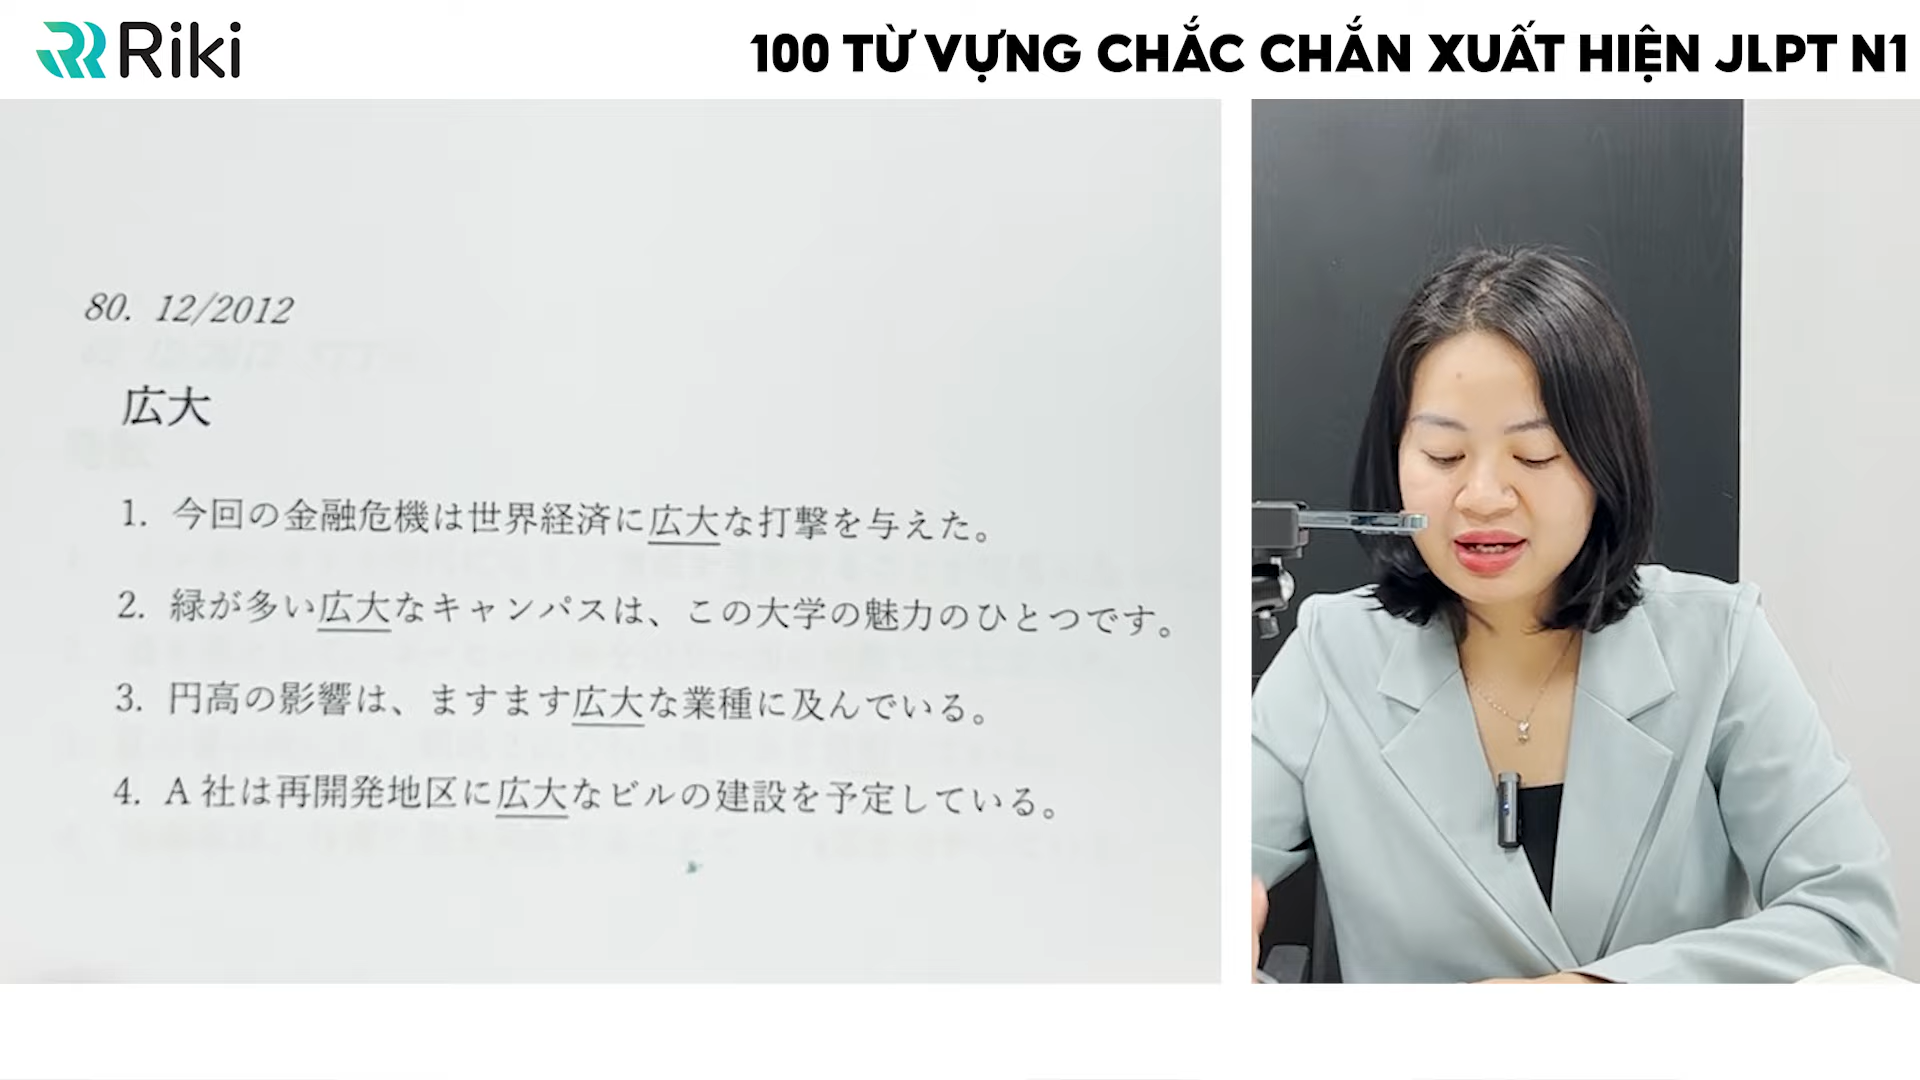 Riki
100 TỪ VỰNG CHẮC CHẮN XUẤT HIỆN JLPT N1
80. 12/2012
広大
1. 今回の金融危機は世界経済に広大な打撃を与えた。
2. 緑が多い広大なキャンパスは、この大学の魅力のひとつです。
3. 円高の影響は、ますます広大な業種に及んでいる。
4. A社は再開発地区に広大なビルの建設を予定している。